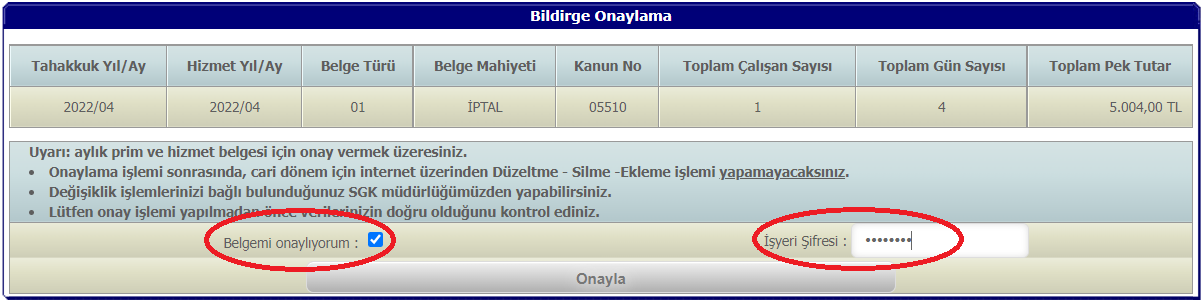 Bildirge Onaylama
Tahakkuk Yıl/Ay Hizmet Yıl/Ay Belge Türü Belge Mahiyeti Kanun No Toplam Çalışan Sayısı Toplam Gün Sayısı Toplam Pek Tutar
2022/04 2022/04 01 İPTAL 05510 1 4 5.004,00 TL
Uyarı: aylık prim ve hizmet belgesi için onay vermek üzeresiniz.
• Onaylama işlemi sonrasında, cari dönem için internet üzerinden Düzeltme - Silme -Ekleme işlemi yapamayacaksınız.
• Değişiklik işlemlerinizi bağlı bulunduğunuz SGK müdürlüğümüzden yapabilirsiniz.
• Lütfen onay işlemi yapılmadan önce verilerinizin doğru olduğunu kontrol ediniz.
Belgemi onaylıyorum : İşyeri Şifresi : ••••••••
Onayla